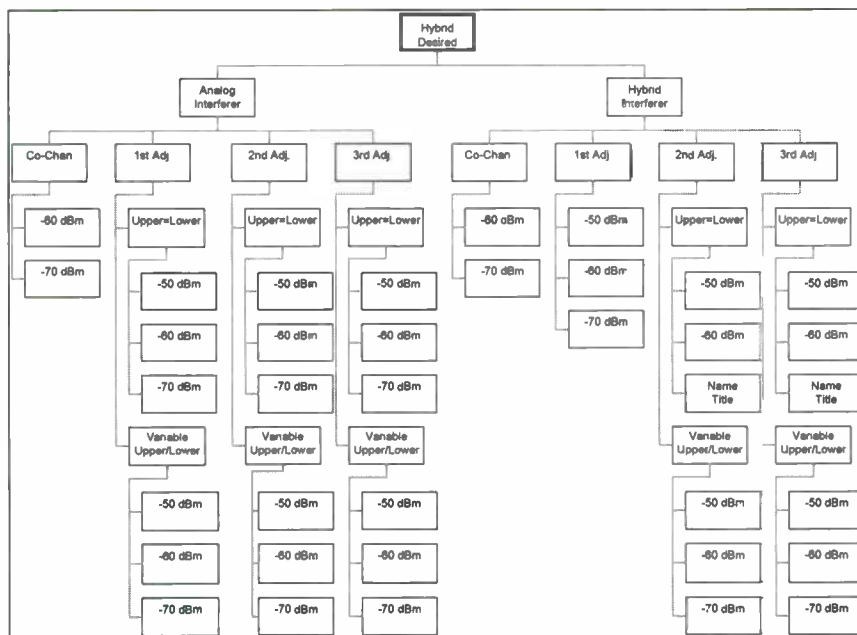 Hybrid
Desired
Analog
Interferer
Hybrid
Interferer
Co-Chan
1st Adj
2nd Adj.
3rd Adj
Co-Chan
1st Adj
2nd Adj.
3rd Adj
-60 dBm
Upper=Lower
Upper=Lower
Upper=Lower
-60 dBm
-50 dBm
Upper=Lower
Upper=Lower
-70 dBm
-50 dBm
-50 dBm
-50 dBm
-70 dBm
-60 dBm
-50 dBm
-50 dBm
-60 dBm
-60 dBm
-60 dBm
-70 dBm
-60 dBm
-60 dBm
-70 dBm
-70 dBm
-70 dBm
Name
Title
Name
Title
Variable
Upper/Lower
Variable
Upper/Lower
Variable
Upper/Lower
Variable
Upper/Lower
Variable
Upper/Lower
-50 dBm
-50 dBm
-50 dBm
-50 dBm
-50 dBm
-60 dBm
-60 dBm
-60 dBm
-60 dBm
-60 dBm
-70 dBm
-70 dBm
-70 dBm
-70 dBm
-70 dBm